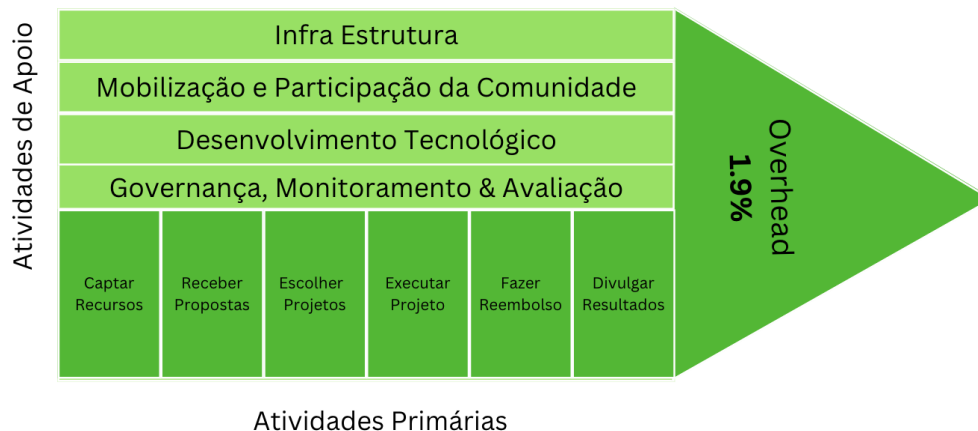 Atividades de Apoio
Infra Estrutura
Mobilização e Participação da Comunidade
Desenvolvimento Tecnológico
Governança, Monitoramento & Avaliação
Captar
Recursos
Receber
Propostas
Escolher
Projetos
Executar
Projeto
Fazer
Reembolso
Divulgar
Resultados
Overhead
1.9%
Atividades Primárias